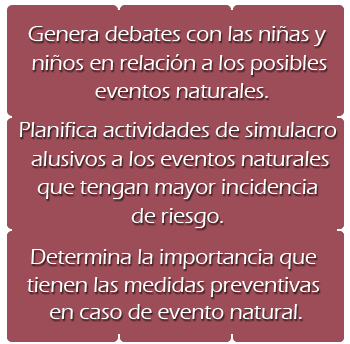 Genera debates con las niñas y
niños en relación a los posibles
eventos naturales.
Planifica actividades de simulacro
alusivos a los eventos naturales
que tengan mayor incidencia
de riesgo.
Determina la importancia que
tienen las medidas preventivas
en caso de evento natural.